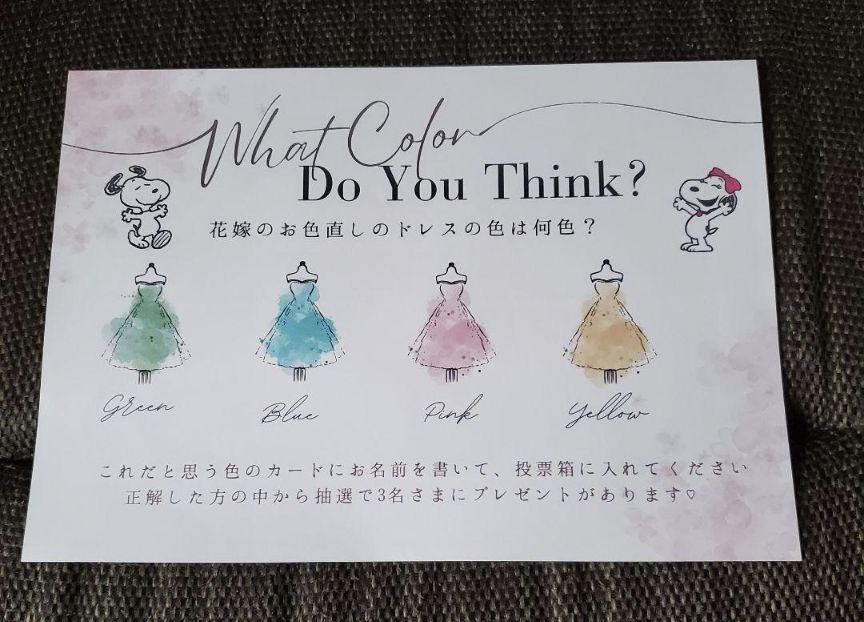 What Color
Do You Think?
花嫁のお色直しのドレスの色は何色？
Green Blue Pink Yellow
これだと思う色のカードにお名前を書いて、投票箱に入れてください
正解した方の中から抽選で3名さまにプレゼントがあります♡